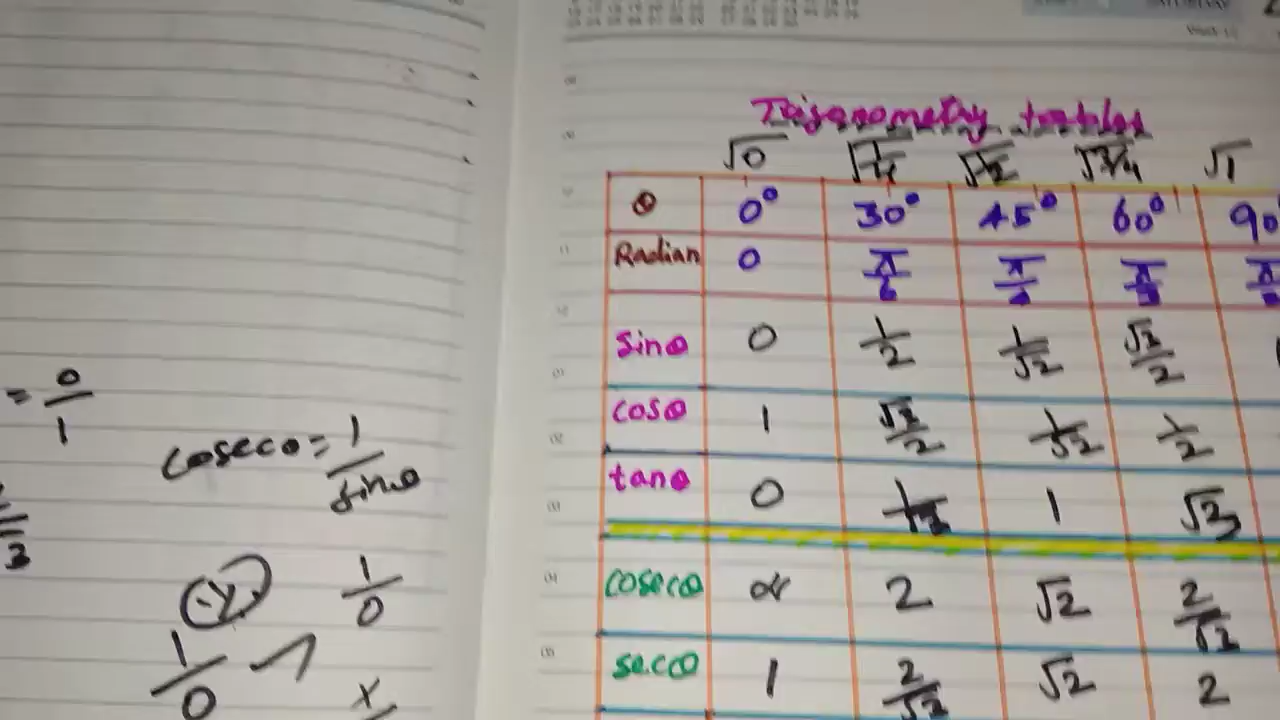 Trigonometry tables
√0 √1/4 √1/2 √3/4 √1
θ 0° 30° 45° 60° 90°
Radian 0 π/6 π/4 π/3
sinθ 0 1/2 1/√2 √3/2
cosθ 1 √3/2 1/√2 1/2
tanθ 0 1/√3 1 √3
cosecθ ∝ 2 √2 2/√3
secθ 1 2/√3 √2 2
= 0/1
cosecθ = 1/sinθ
1/0
1/0